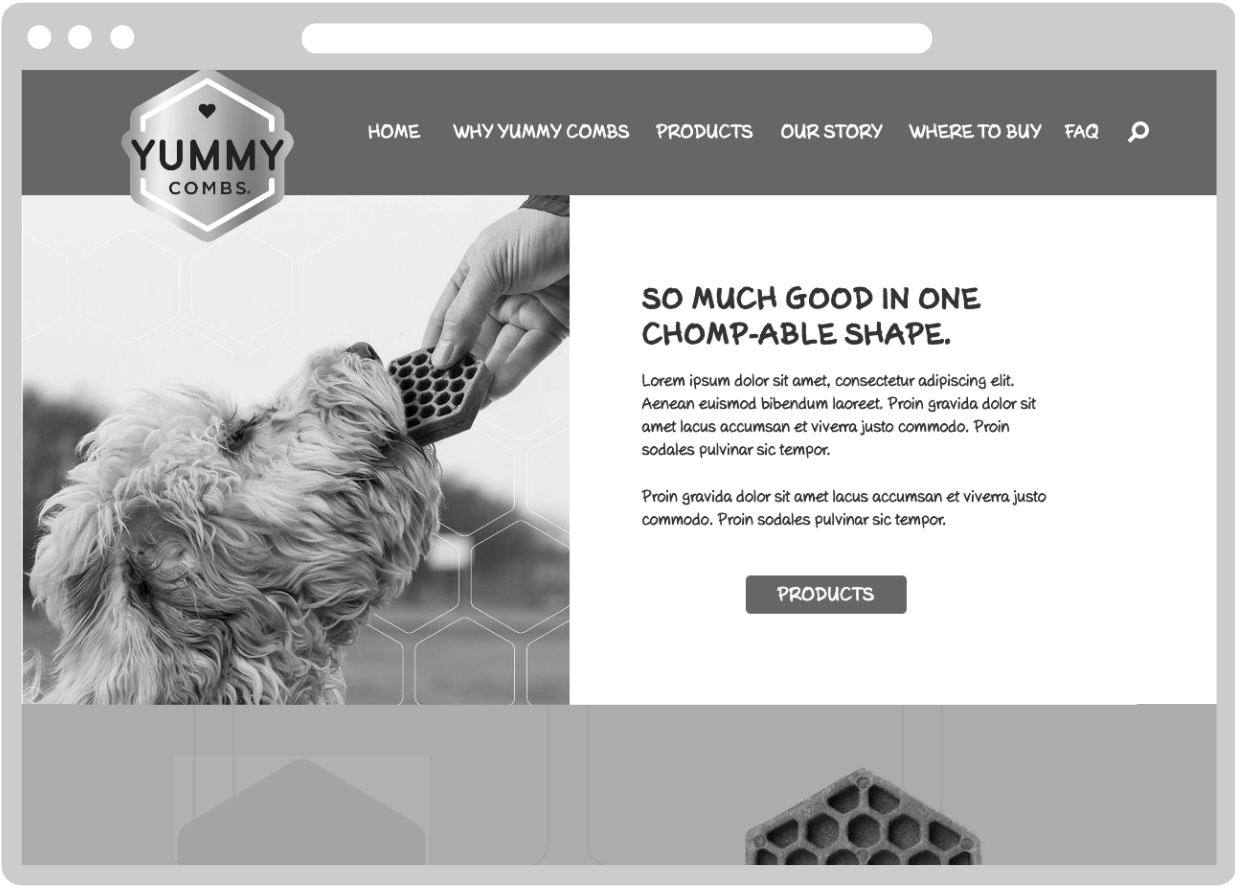 YUMMY
COMBS.
HOME WHY YUMMY COMBS PRODUCTS OUR STORY WHERE TO BUY FAQ
SO MUCH GOOD IN ONE
CHOMP-ABLE SHAPE.
Lorem ipsum dolor sit amet, consectetur adipiscing elit.
Aenean euismod bibendum laoreet. Proin gravida dolor sit
amet lacus accumsan et viverra justo commodo. Proin
sodales pulvinar sic tempor.
Proin gravida dolor sit amet lacus accumsan et viverra justo
commodo. Proin sodales pulvinar sic tempor.
PRODUCTS